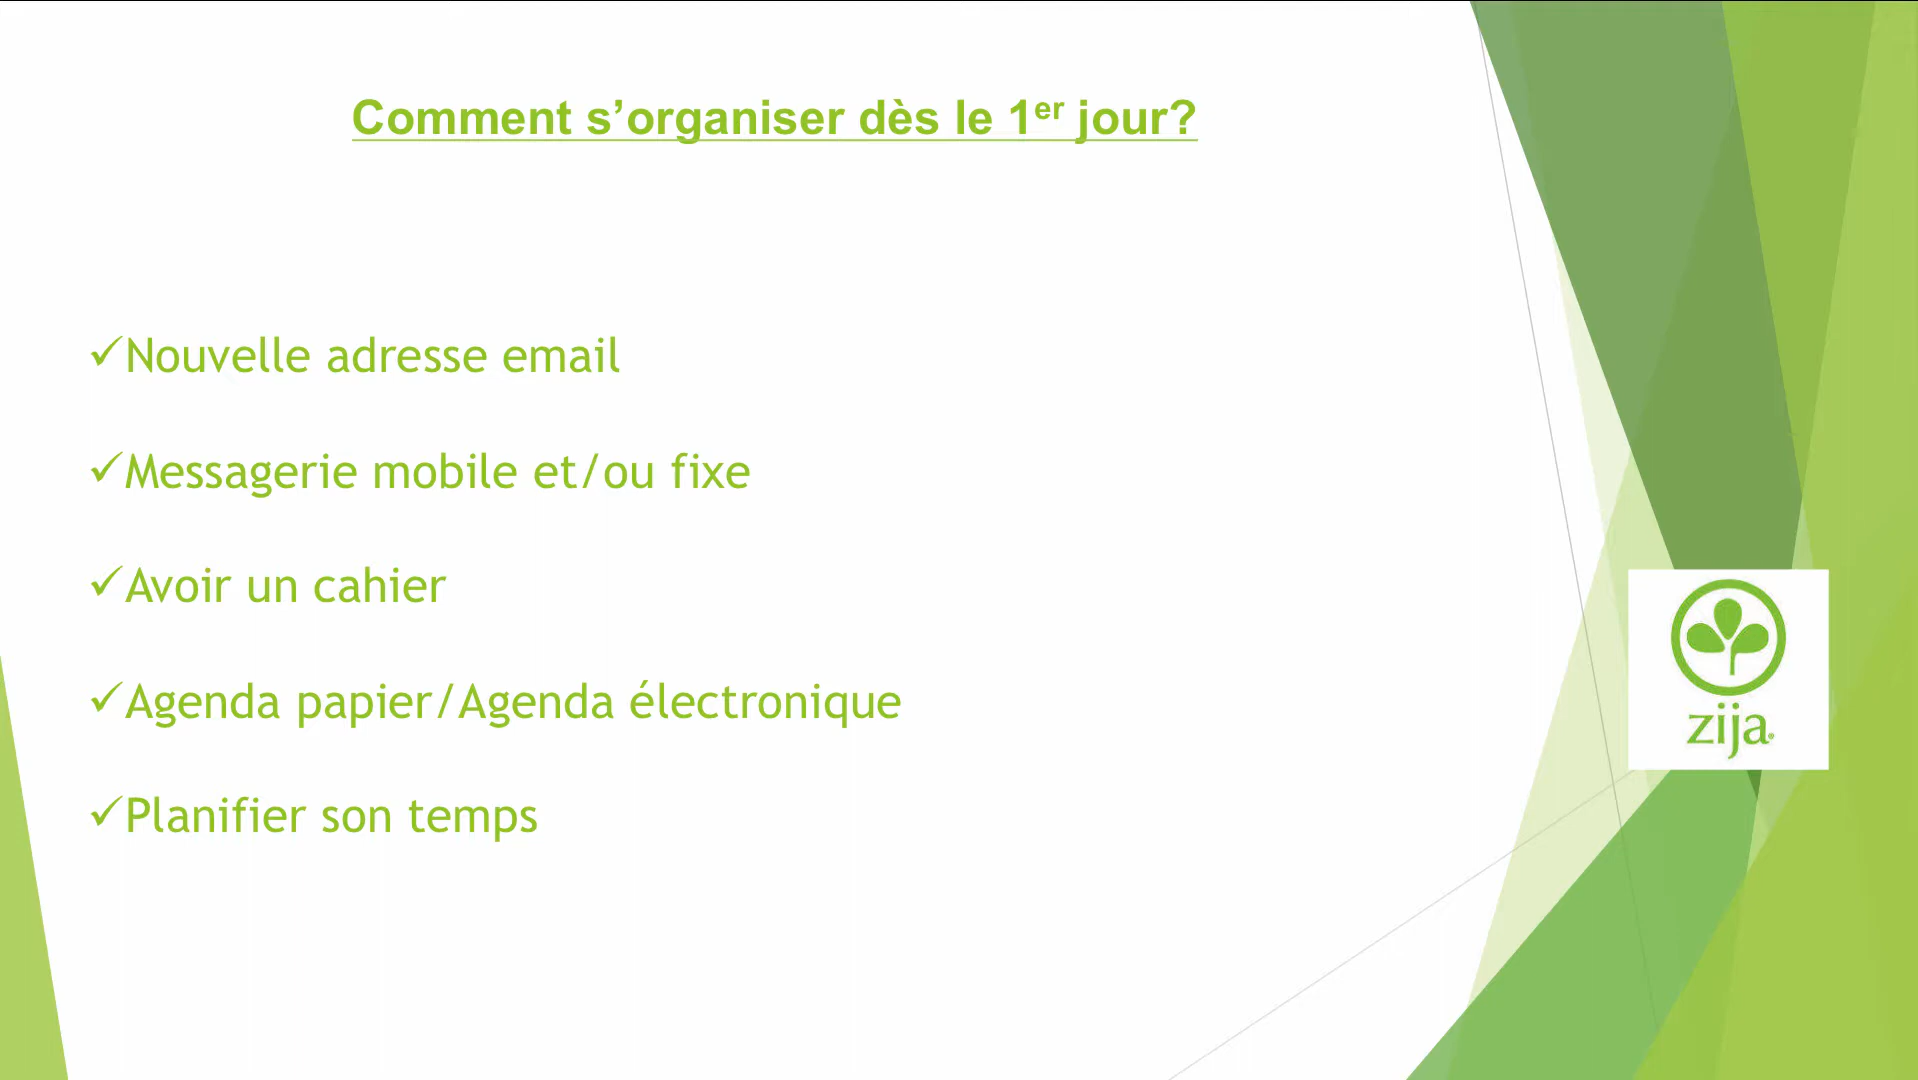 Comment s’organiser dès le 1er jour?
✓Nouvelle adresse email
✓Messagerie mobile et/ou fixe
✓Avoir un cahier
✓Agenda papier/Agenda électronique
✓Planifier son temps
zija®